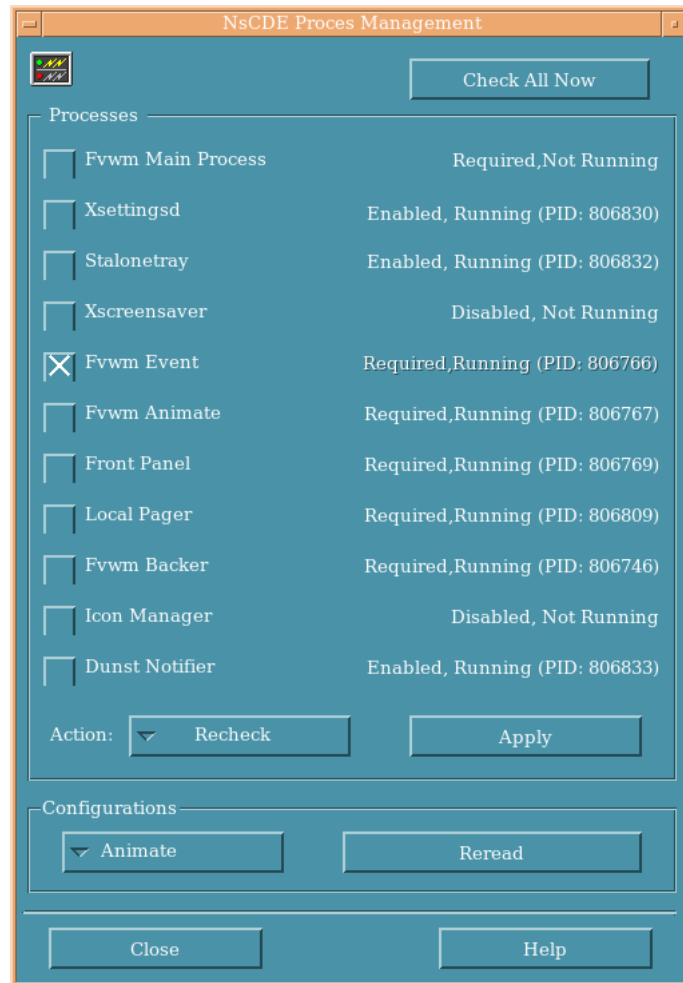 NsCDE Proces Management
Check All Now
Processes
Fvwm Main Process Required,Not Running
Xsettingsd Enabled, Running (PID: 806830)
Stalonetray Enabled, Running (PID: 806832)
Xscreensaver Disabled, Not Running
Fvwm Event Required,Running (PID: 806766)
Fvwm Animate Required,Running (PID: 806767)
Front Panel Required,Running (PID: 806769)
Local Pager Required,Running (PID: 806809)
Fvwm Backer Required,Running (PID: 806746)
Icon Manager Disabled, Not Running
Dunst Notifier Enabled, Running (PID: 806833)
Action: Recheck Apply
Configurations
Animate Reread
Close Help